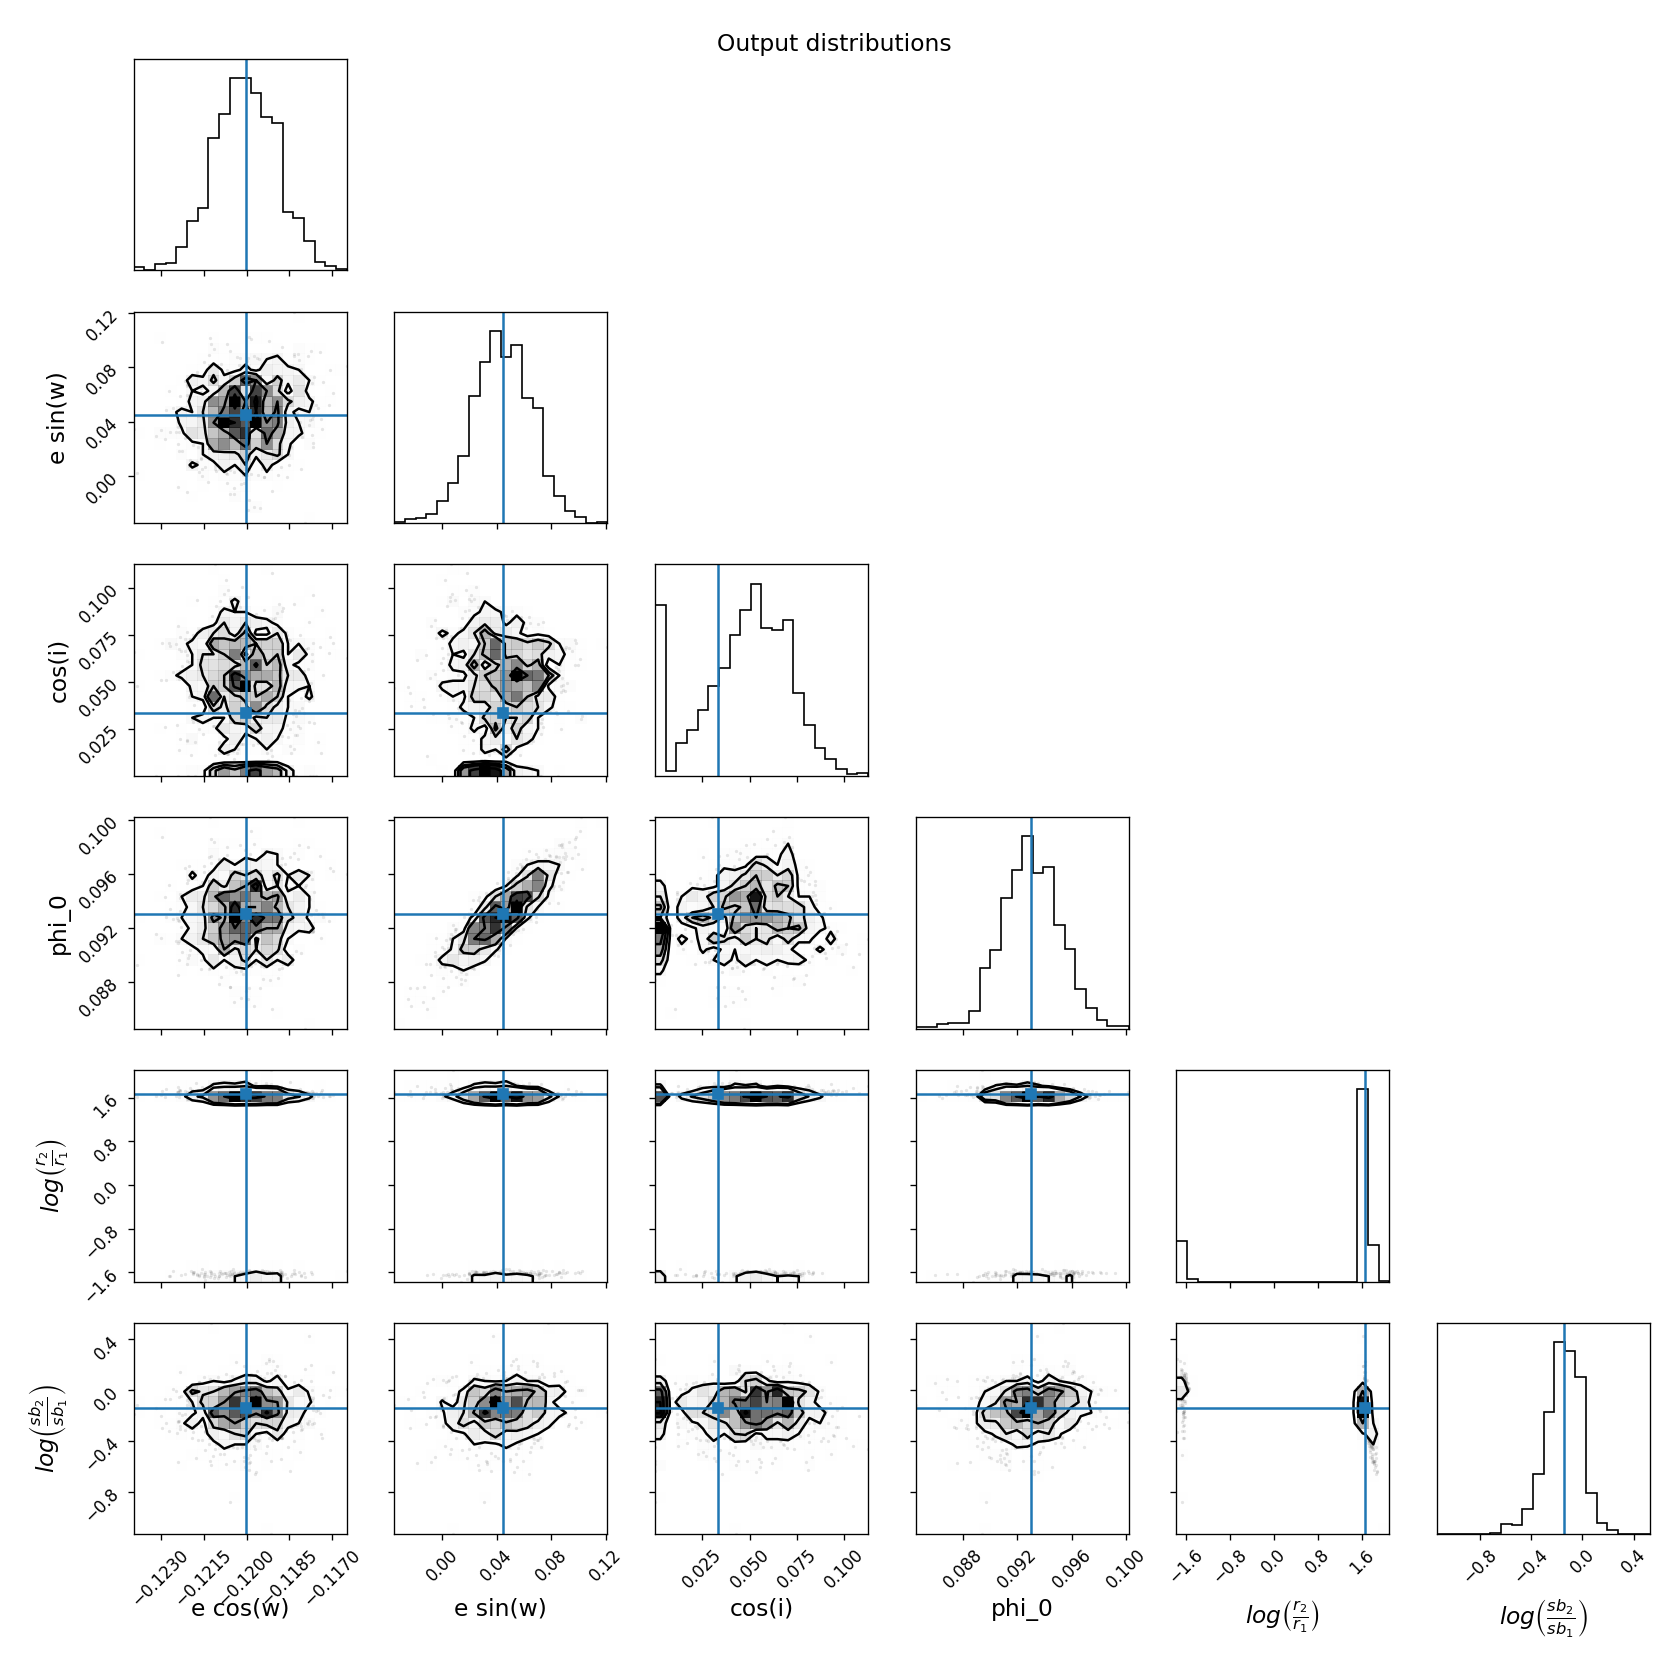 Output distributions
0.12
0.08
0.04
0.00
e sin(w)
0.100
0.075
0.050
0.025
cos(i)
0.100
0.096
0.092
0.088
phi_0
1.6
0.8
0.0
−0.8
−1.6
log(r2/r1)
0.4
0.0
−0.4
−0.8
log(sb2/sb1)
−0.1230 −0.1215 −0.1200 −0.1185 −0.1170 0.00 0.04 0.08 0.12 0.025 0.050 0.075 0.100 0.088 0.092 0.096 0.100 −1.6 −0.8 0.0 0.8 1.6 −0.8 −0.4 0.0 0.4
e cos(w) e sin(w) cos(i) phi_0 log(r2/r1) log(sb2/sb1)